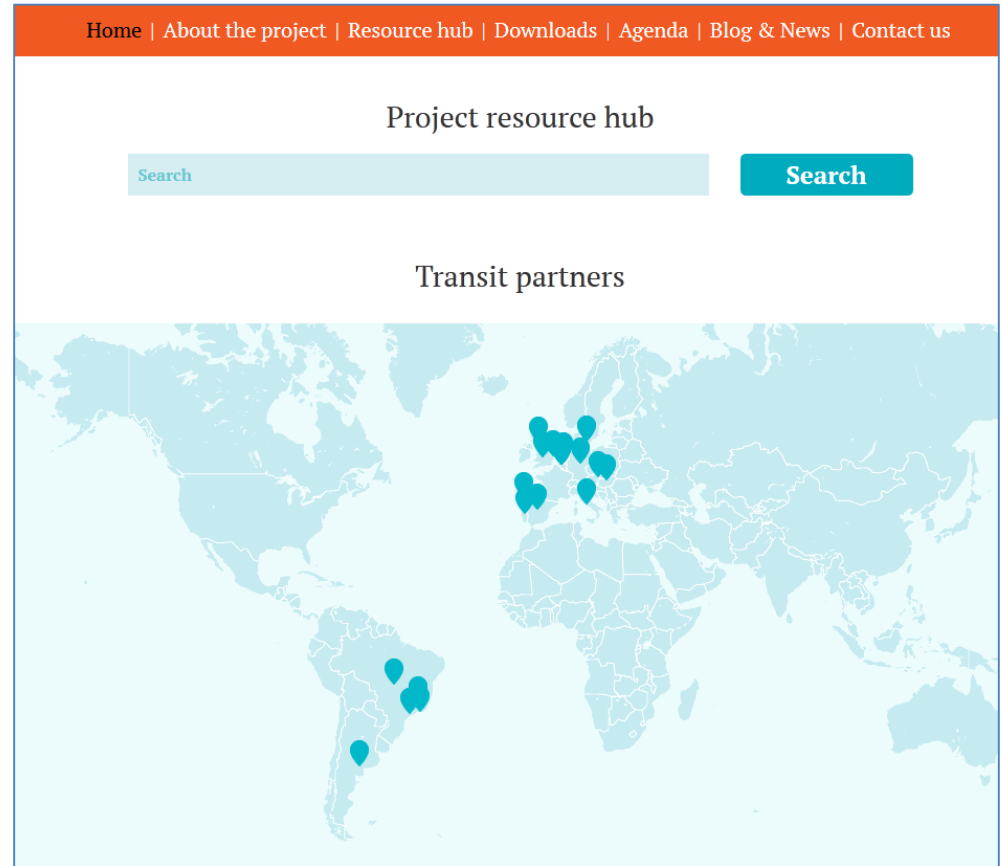 Home | About the project | Resource hub | Downloads | Agenda | Blog & News | Contact us
Project resource hub
Search Search
Transit partners